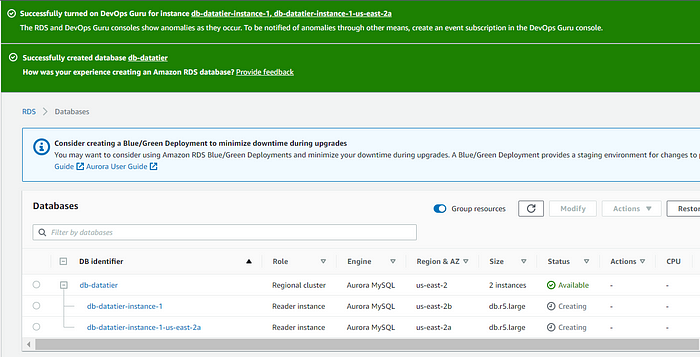 Successfully turned on DevOps Guru for instance db-datatier-instance-1, db-datatier-instance-1-us-east-2a
The RDS and DevOps Guru consoles show anomalies as they occur. To be notified of anomalies through other means, create an event subscription in the DevOps Guru console.
Successfully created database db-datatier
How was your experience creating an Amazon RDS database? Provide feedback
RDS > Databases
Consider creating a Blue/Green Deployment to minimize downtime during upgrades
You may want to consider using Amazon RDS Blue/Green Deployments and minimize your downtime during upgrades. A Blue/Green Deployment provides a staging environment for changes to
Guide Aurora User Guide
Databases
Group resources
Modify
Actions
Restor
Filter by databases
DB identifier Role Engine Region & AZ Size Status Actions CPU
db-datatier Regional cluster Aurora MySQL us-east-2 2 instances Available - -
db-datatier-instance-1 Reader instance Aurora MySQL us-east-2b db.r5.large Creating - -
db-datatier-instance-1-us-east-2a Reader instance Aurora MySQL us-east-2a db.r5.large Creating - -